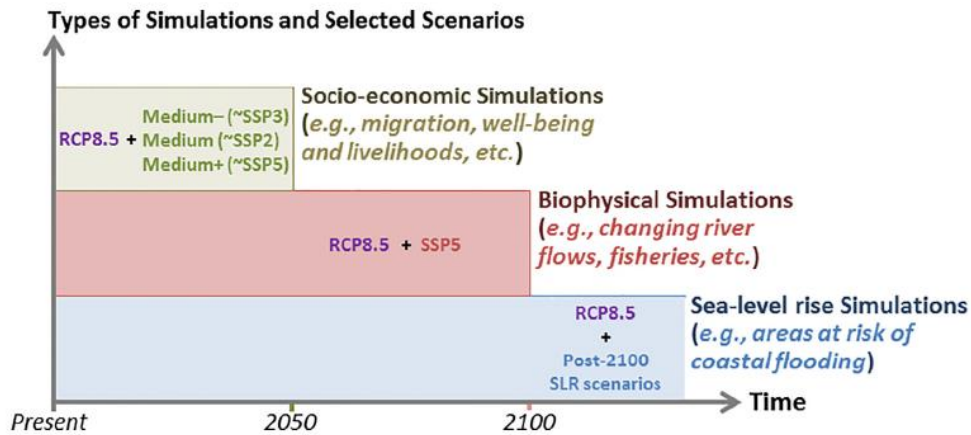 Types of Simulations and Selected Scenarios
Socio-economic Simulations
(e.g., migration, well-being
and livelihoods, etc.)
RCP8.5 +
Medium– (~SSP3)
Medium (~SSP2)
Medium+ (~SSP5)
Biophysical Simulations
(e.g., changing river
flows, fisheries, etc.)
RCP8.5 + SSP5
Sea-level rise Simulations
(e.g., areas at risk of
coastal flooding)
RCP8.5
+
Post-2100
SLR scenarios
Time
Present
2050
2100